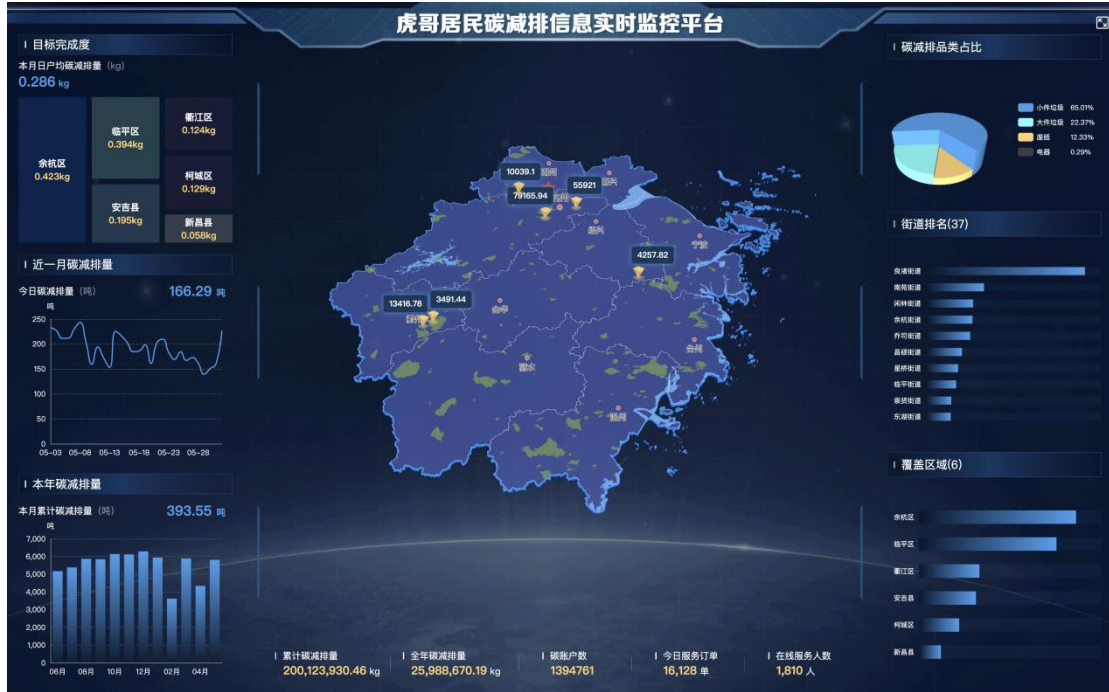 虎哥居民碳减排信息实时监控平台
目标完成度
本月日户均碳减排量 (kg)
0.286 kg
余杭区
0.423kg
临平区
0.394kg
安吉县
0.195kg
衢江区
0.124kg
柯城区
0.129kg
新昌县
0.058kg
近一月碳减排量
今日碳减排量 (吨) 166.29 吨
吨
250
200
150
100
50
0
05-03 05-08 05-13 05-18 05-23 05-28
本年碳减排量
本月累计碳减排量 (吨) 393.55 吨
吨
7,000
6,000
5,000
4,000
3,000
2,000
1,000
0
06月 08月 10月 12月 02月 04月
10039.1
55921
79165.94
4257.82
13416.78
3491.44
绍兴
宁波
金华
台州
丽水
温州
累计碳减排量
200,123,930.46 kg
全年碳减排量
25,988,670.19 kg
碳账户数
1394761
今日服务订单
16,128 单
在线服务人数
1,810 人
碳减排品类占比
小件垃圾 65.01%
大件垃圾 22.37%
废纸 12.33%
电器 0.29%
街道排名(37)
良渚街道
南苑街道
闲林街道
余杭街道
乔司街道
昌硕街道
星桥街道
临平街道
崇贤街道
东湖街道
覆盖区域(6)
余杭区
临平区
衢江区
安吉县
柯城区
新昌县